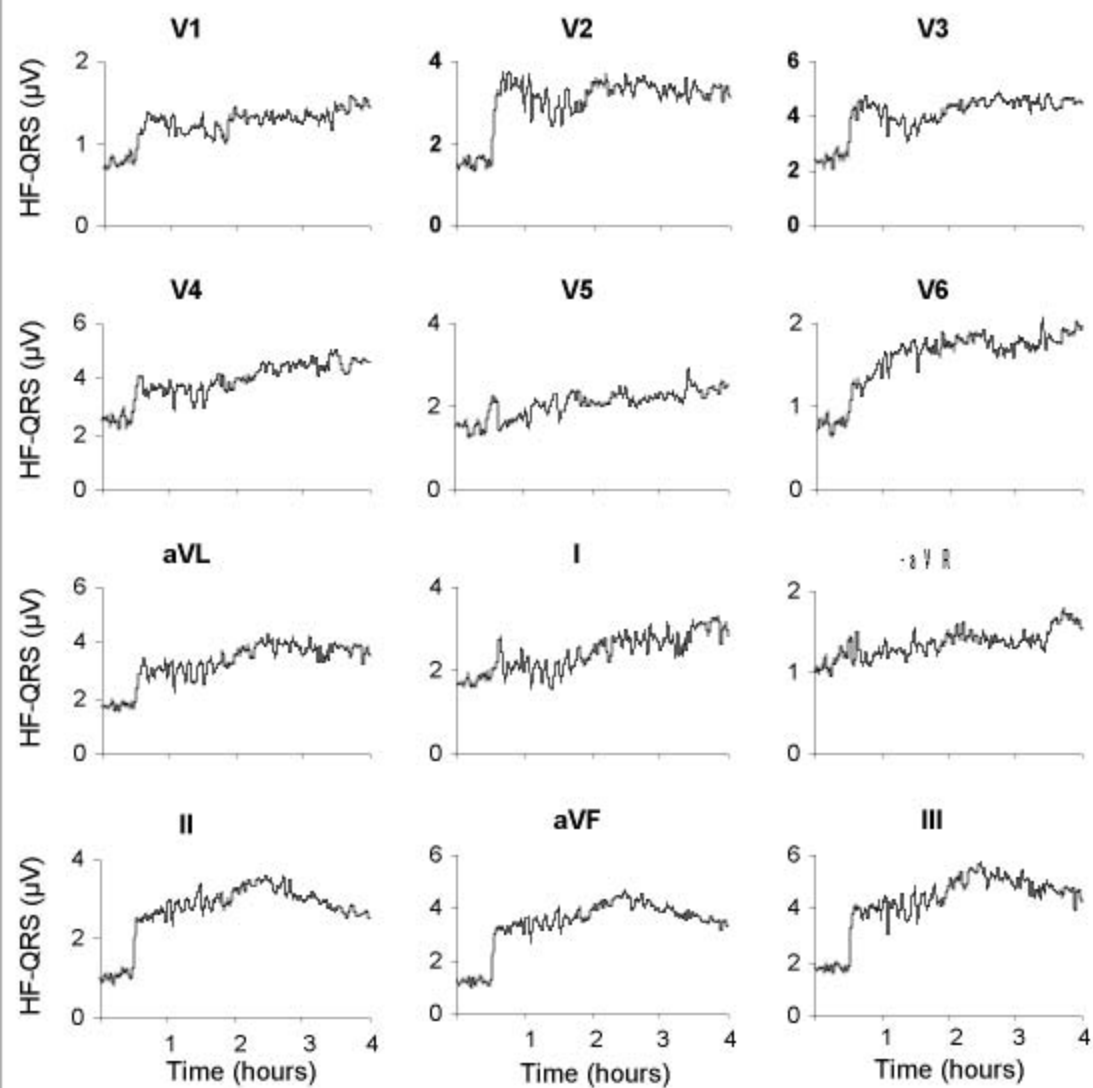 V1 V2 V3
HF-QRS (µV)
2 4 6
1 2 4
2
0 0 0
V4 V5 V6
HF-QRS (µV)
6 4 2
4
2 2 1
0 0 0
aVL I -aVR
HF-QRS (µV)
6 4 2
4
2 2 1
0 0 0
II aVF III
HF-QRS (µV)
4 6 6
4 4
2 2 2
0 0 0
1 2 3 4 1 2 3 4 1 2 3 4
Time (hours) Time (hours) Time (hours)